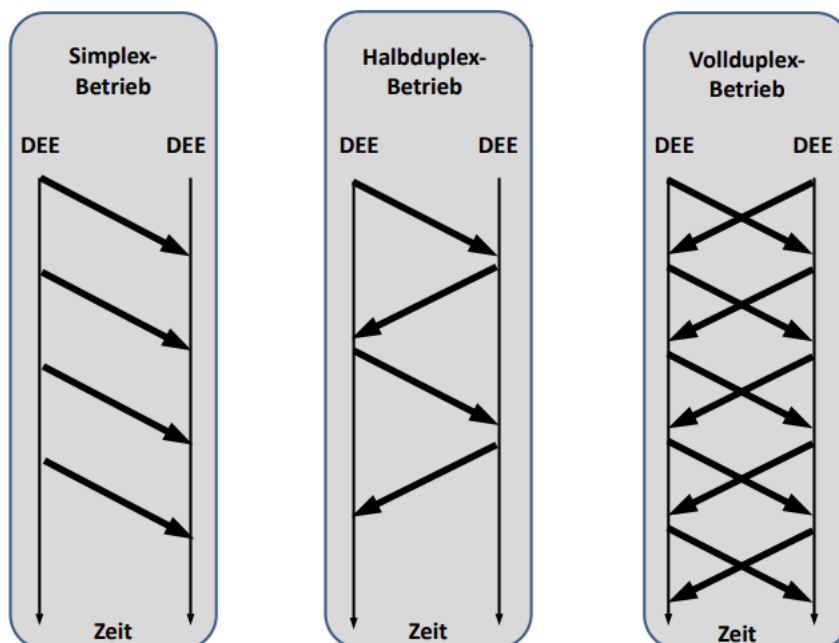 Simplex-
Betrieb
DEE DEE
Zeit
Halbduplex-
Betrieb
DEE DEE
Zeit
Vollduplex-
Betrieb
DEE DEE
Zeit